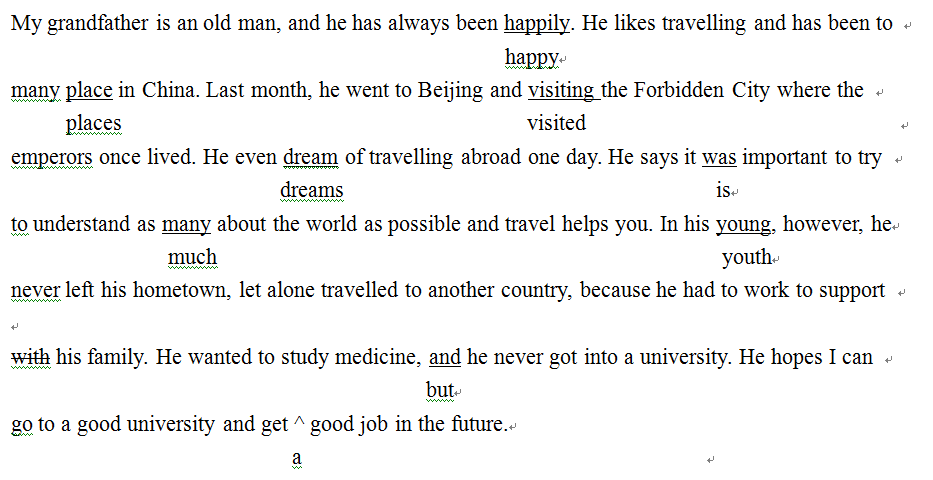 My grandfather is an old man, and he has always been happily. He likes travelling and has been to
happy
many place in China. Last month, he went to Beijing and visiting the Forbidden City where the
places visited
emperors once lived. He even dream of travelling abroad one day. He says it was important to try
dreams is
to understand as many about the world as possible and travel helps you. In his young, however, he
much youth
never left his hometown, let alone travelled to another country, because he had to work to support
with his family. He wanted to study medicine, and he never got into a university. He hopes I can
but
go to a good university and get ^ good job in the future.
a